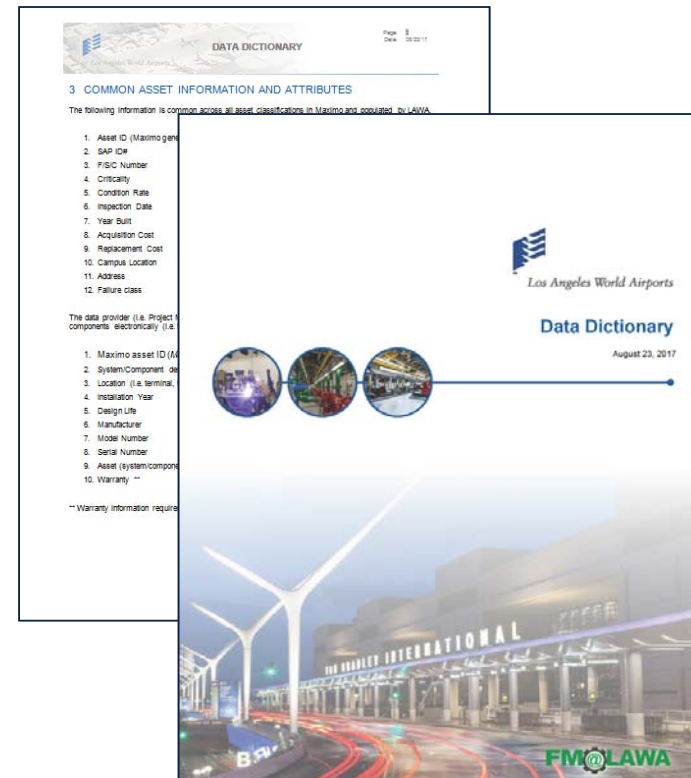 Los Angeles World Airports
DATA DICTIONARY
Page
Date 08/23/17
3 COMMON ASSET INFORMATION AND ATTRIBUTES
The following information is common across all asset classifications in Maximo and populated by LAWA.
1. Asset ID (Maximo gene
2. SAP ID#
3. F/S/C Number
4. Criticality
5. Condition Rate
6. Inspection Date
7. Year Built
8. Acquisition Cost
9. Replacement Cost
10. Campus Location
11. Address
12. Failure class
The data provider (i.e. Project M
components electronically (i.e.
1. Maximo asset ID (M
2. System/Component de
3. Location (i.e. terminal,
4. Installation Year
5. Design Life
6. Manufacturer
7. Model Number
8. Serial Number
9. Asset (system/compone
10. Warranty **
** Warranty information require
Los Angeles World Airports
Data Dictionary
August 23, 2017
TOM BRADLEY INTERNATIONAL
FM@LAWA